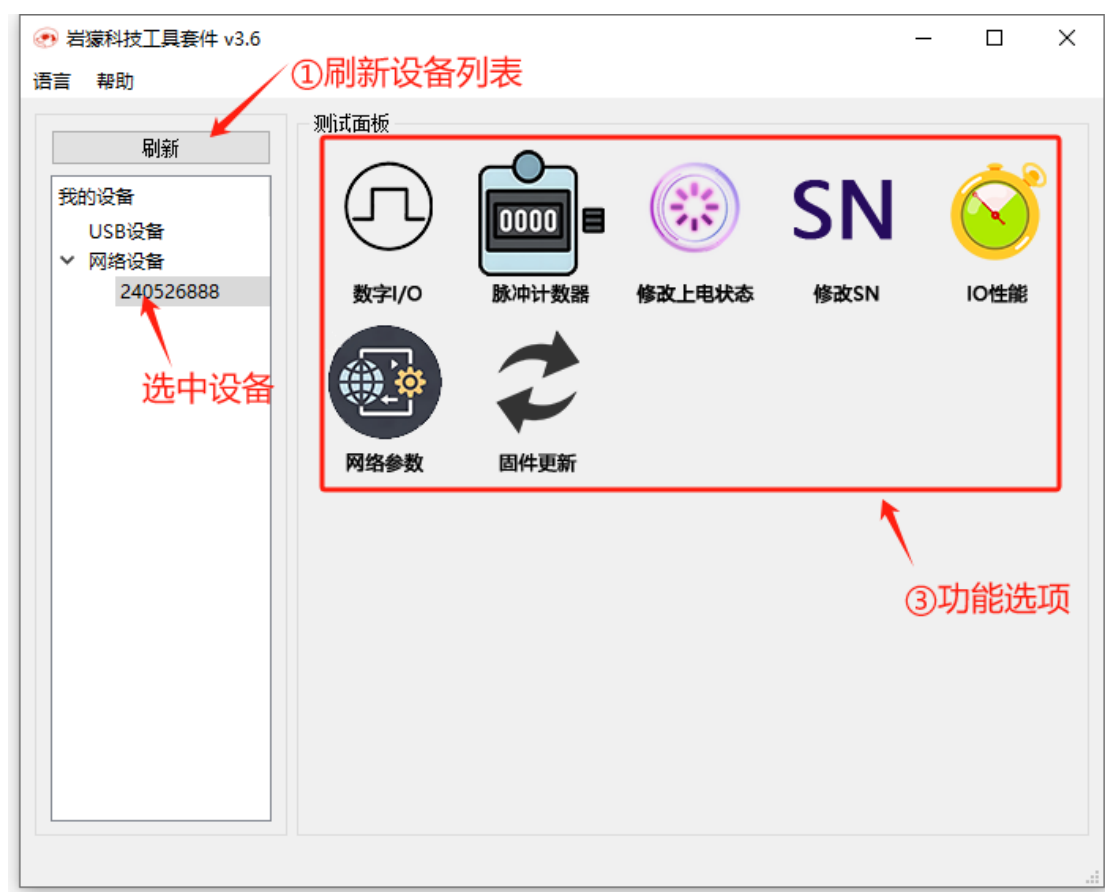 岩獴科技工具套件 v3.6
语言 帮助
①刷新设备列表
刷新
测试面板
我的设备
USB设备
网络设备
240526888
选中设备
0000
SN
数字I/O 脉冲计数器 修改上电状态 修改SN IO性能
网络参数 固件更新
③功能选项